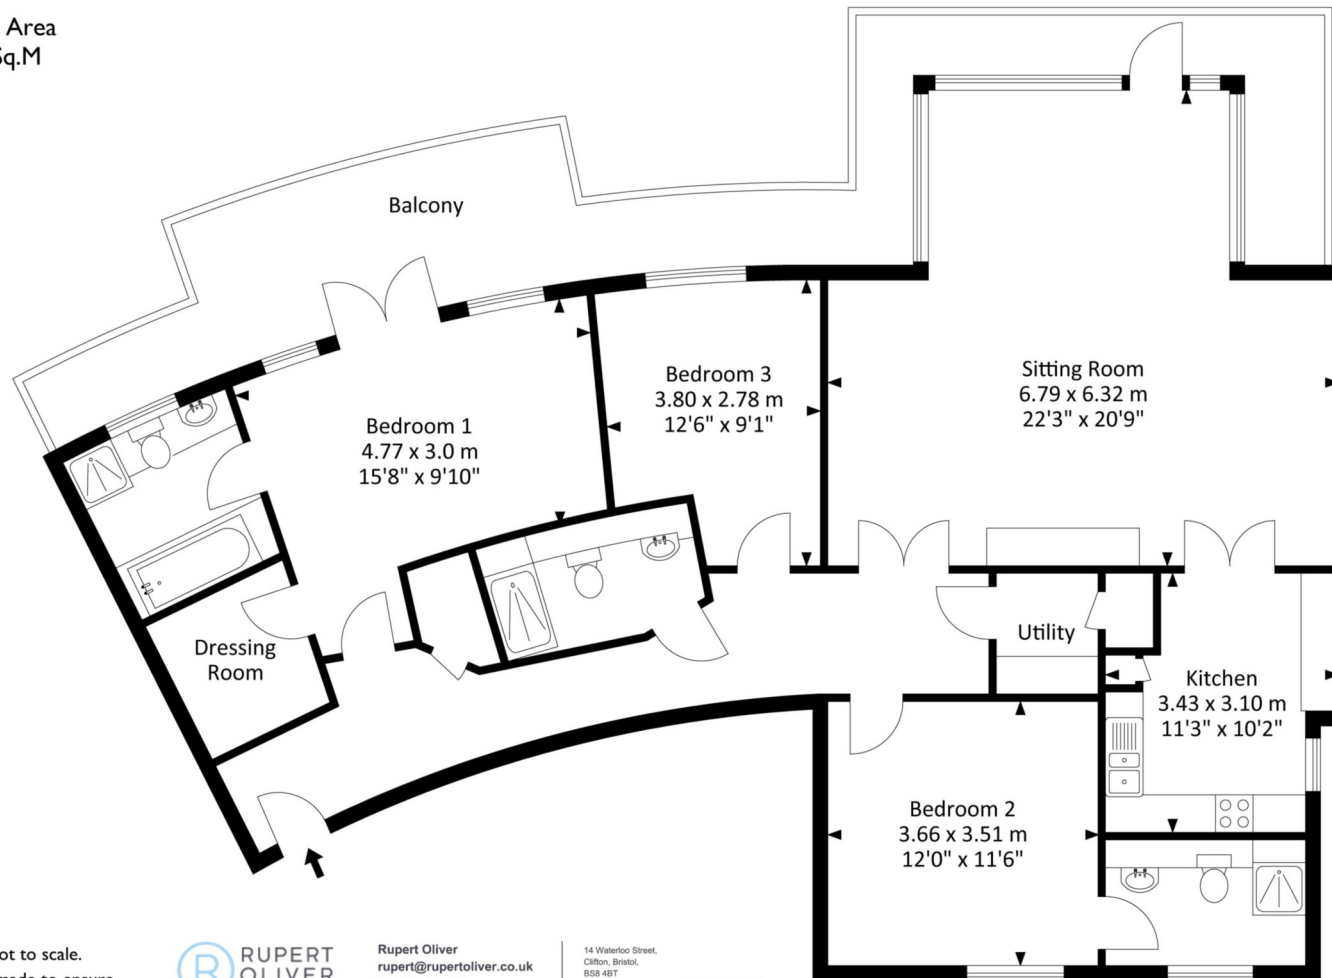 Area
Sq.M
Balcony
Bedroom 3
3.80 x 2.78 m
12'6" x 9'1"
Sitting Room
6.79 x 6.32 m
22'3" x 20'9"
Bedroom 1
4.77 x 3.0 m
15'8" x 9'10"
Dressing
Room
Utility
Kitchen
3.43 x 3.10 m
11'3" x 10'2"
Bedroom 2
3.66 x 3.51 m
12'0" x 11'6"
ot to scale.
made to ensure
R
RUPERT
OLIVER
Rupert Oliver
rupert@rupertoliver.co.uk
14 Waterloo Street,
Clifton, Bristol,
BS8 4BT